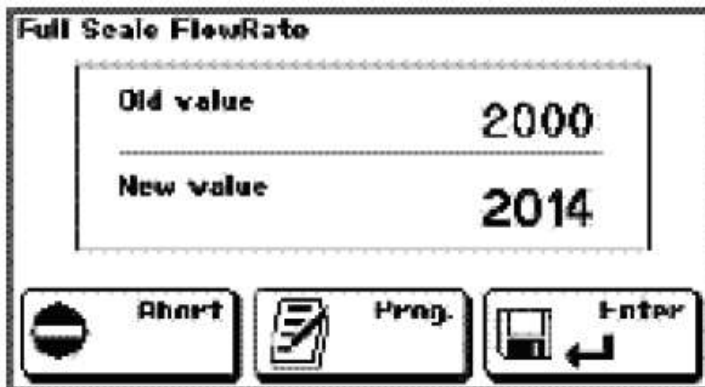 Full Scale FlowRate
Old value
2000
New value
2014
Abort Prog. Enter